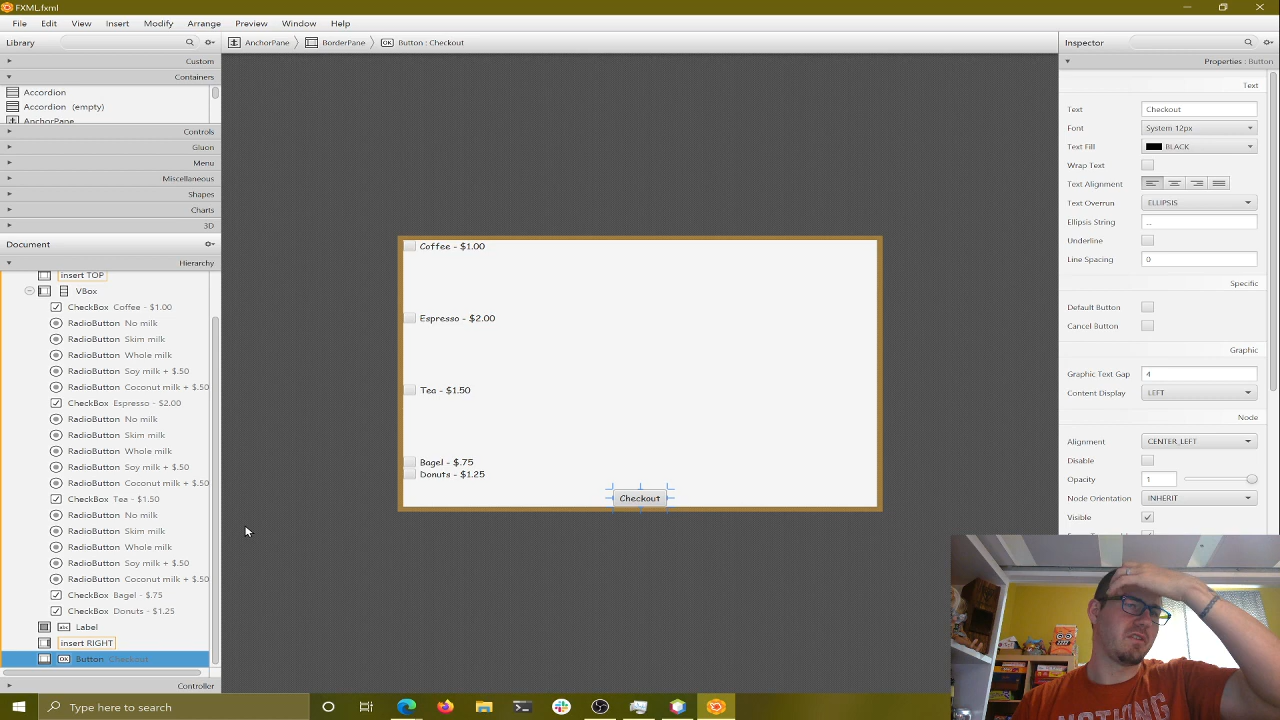 FXML.fxml
File Edit View Insert Modify Arrange Preview Window Help
Library
Custom
Containers
Accordion
Accordion (empty)
AnchorPane
Controls
Gluon
Menu
Miscellaneous
Shapes
Charts
3D
Document
Hierarchy
insert TOP
VBox
CheckBox Coffee - $1.00
RadioButton No milk
RadioButton Skim milk
RadioButton Whole milk
RadioButton Soy milk + $.50
RadioButton Coconut milk + $.50
CheckBox Espresso - $2.00
RadioButton No milk
RadioButton Skim milk
RadioButton Whole milk
RadioButton Soy milk + $.50
RadioButton Coconut milk + $.50
CheckBox Tea - $1.50
RadioButton No milk
RadioButton Skim milk
RadioButton Whole milk
RadioButton Soy milk + $.50
RadioButton Coconut milk + $.50
CheckBox Bagel - $.75
CheckBox Donuts - $1.25
abc Label
insert RIGHT
OK Button Checkout
Controller
AnchorPane BorderPane OK Button : Checkout
Coffee - $1.00
Espresso - $2.00
Tea - $1.50
Bagel - $.75
Donuts - $1.25
Checkout
Inspector
Properties : Button
Text
Text Checkout
Font System 12px
Text Fill BLACK
Wrap Text
Text Alignment
Text Overrun ELLIPSIS
Ellipsis String ...
Underline
Line Spacing 0
Specific
Default Button
Cancel Button
Graphic
Graphic Text Gap 4
Content Display LEFT
Node
Alignment CENTER_LEFT
Disable
Opacity 1
Node Orientation INHERIT
Visible
NOTHING
Type here to search